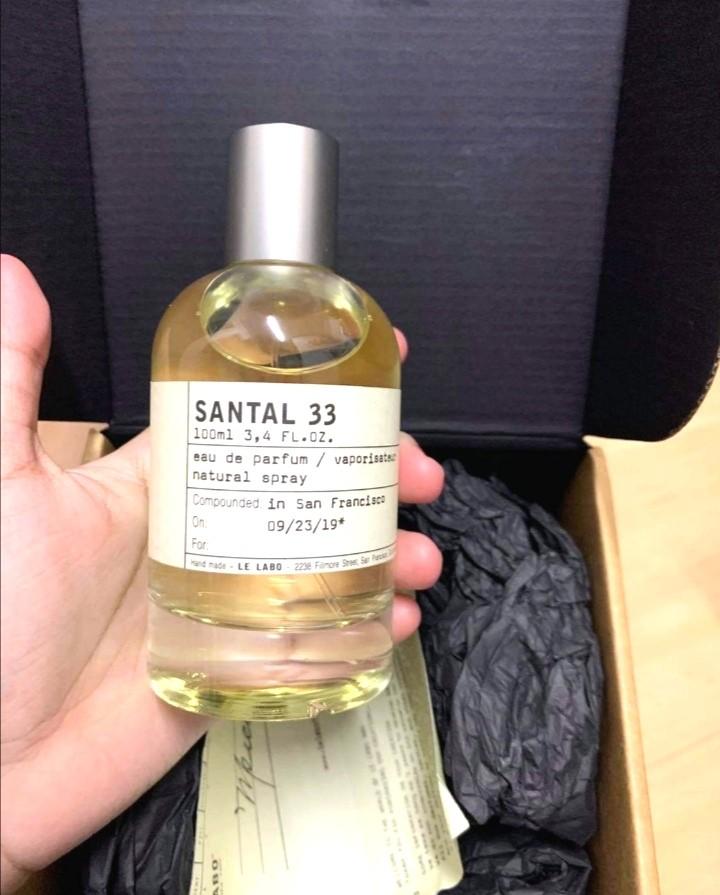 SANTAL 33
100ml 3,4 FL.OZ.
eau de parfum / vaporisateur
natural spray
Compounded: in San Francisco
On: 09/23/19*
For:
Hand made - LE LABO - 2238 Fillmore Street, San Francisco